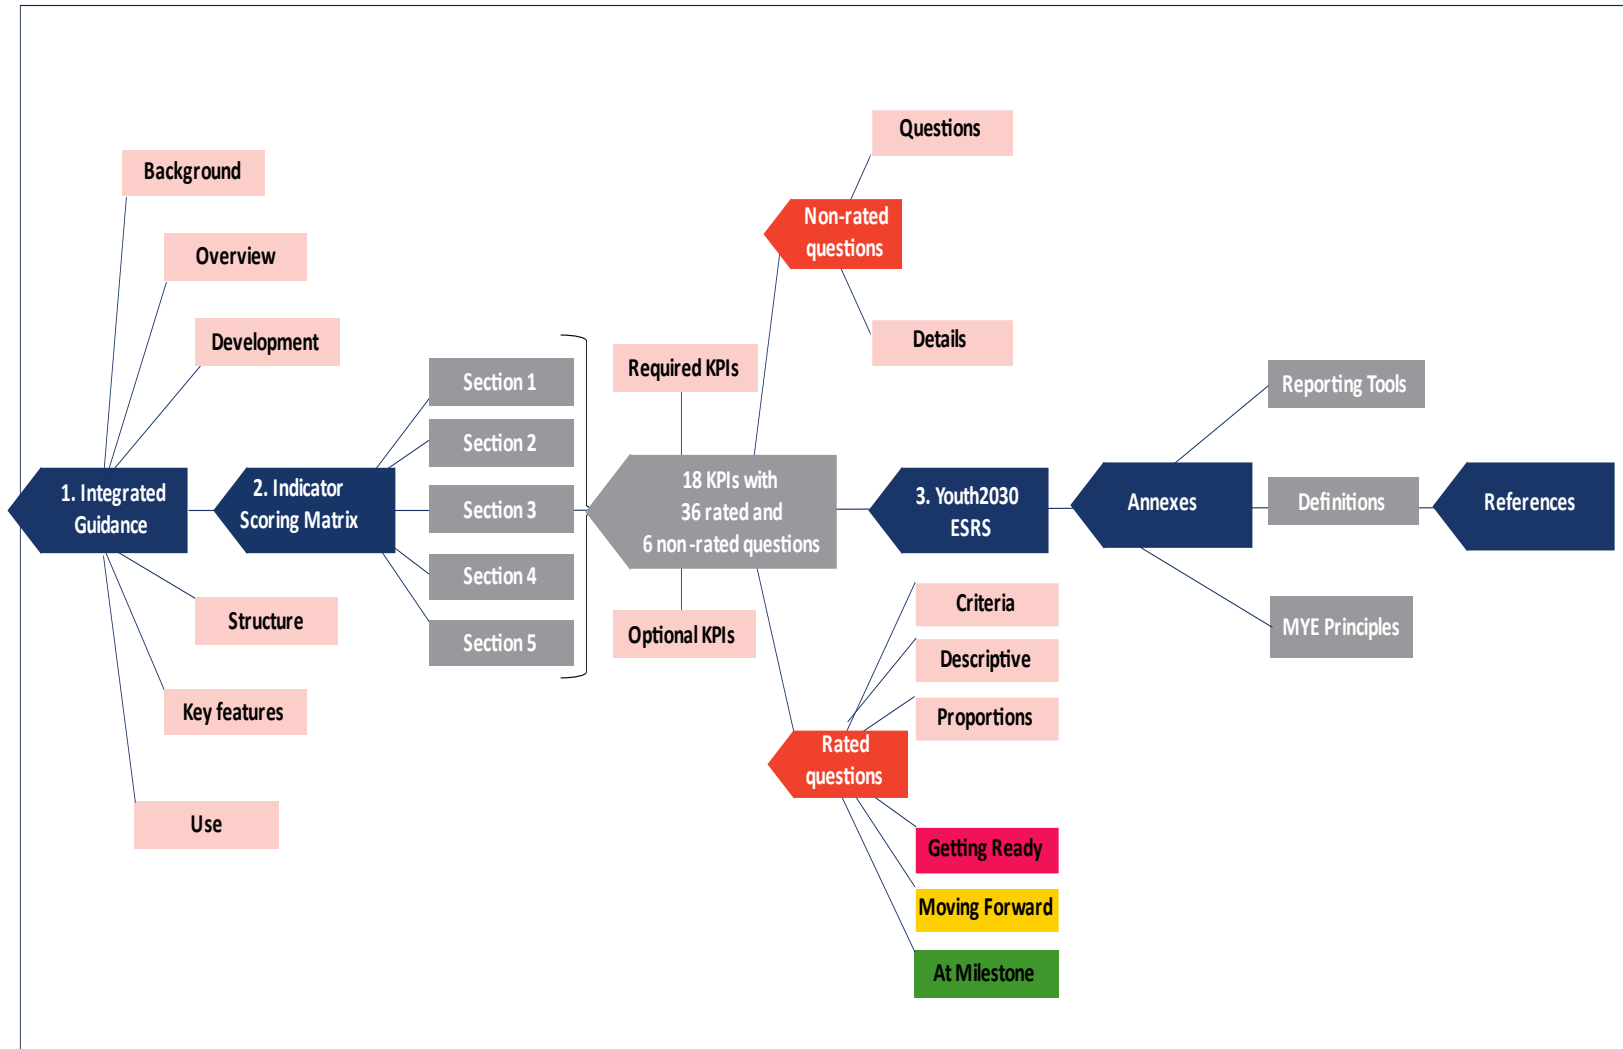 Background
Overview
Development
1. Integrated
Guidance
Structure
Key features
Use
2. Indicator
Scoring Matrix
Section 1
Section 2
Section 3
Section 4
Section 5
Required KPIs
18 KPIs with
36 rated and
6 non -rated questions
Optional KPIs
Questions
Non-rated
questions
Details
3. Youth2030
ESRS
Criteria
Descriptive
Proportions
Rated
questions
Getting Ready
Moving Forward
At Milestone
Annexes
Reporting Tools
Definitions
MYE Principles
References